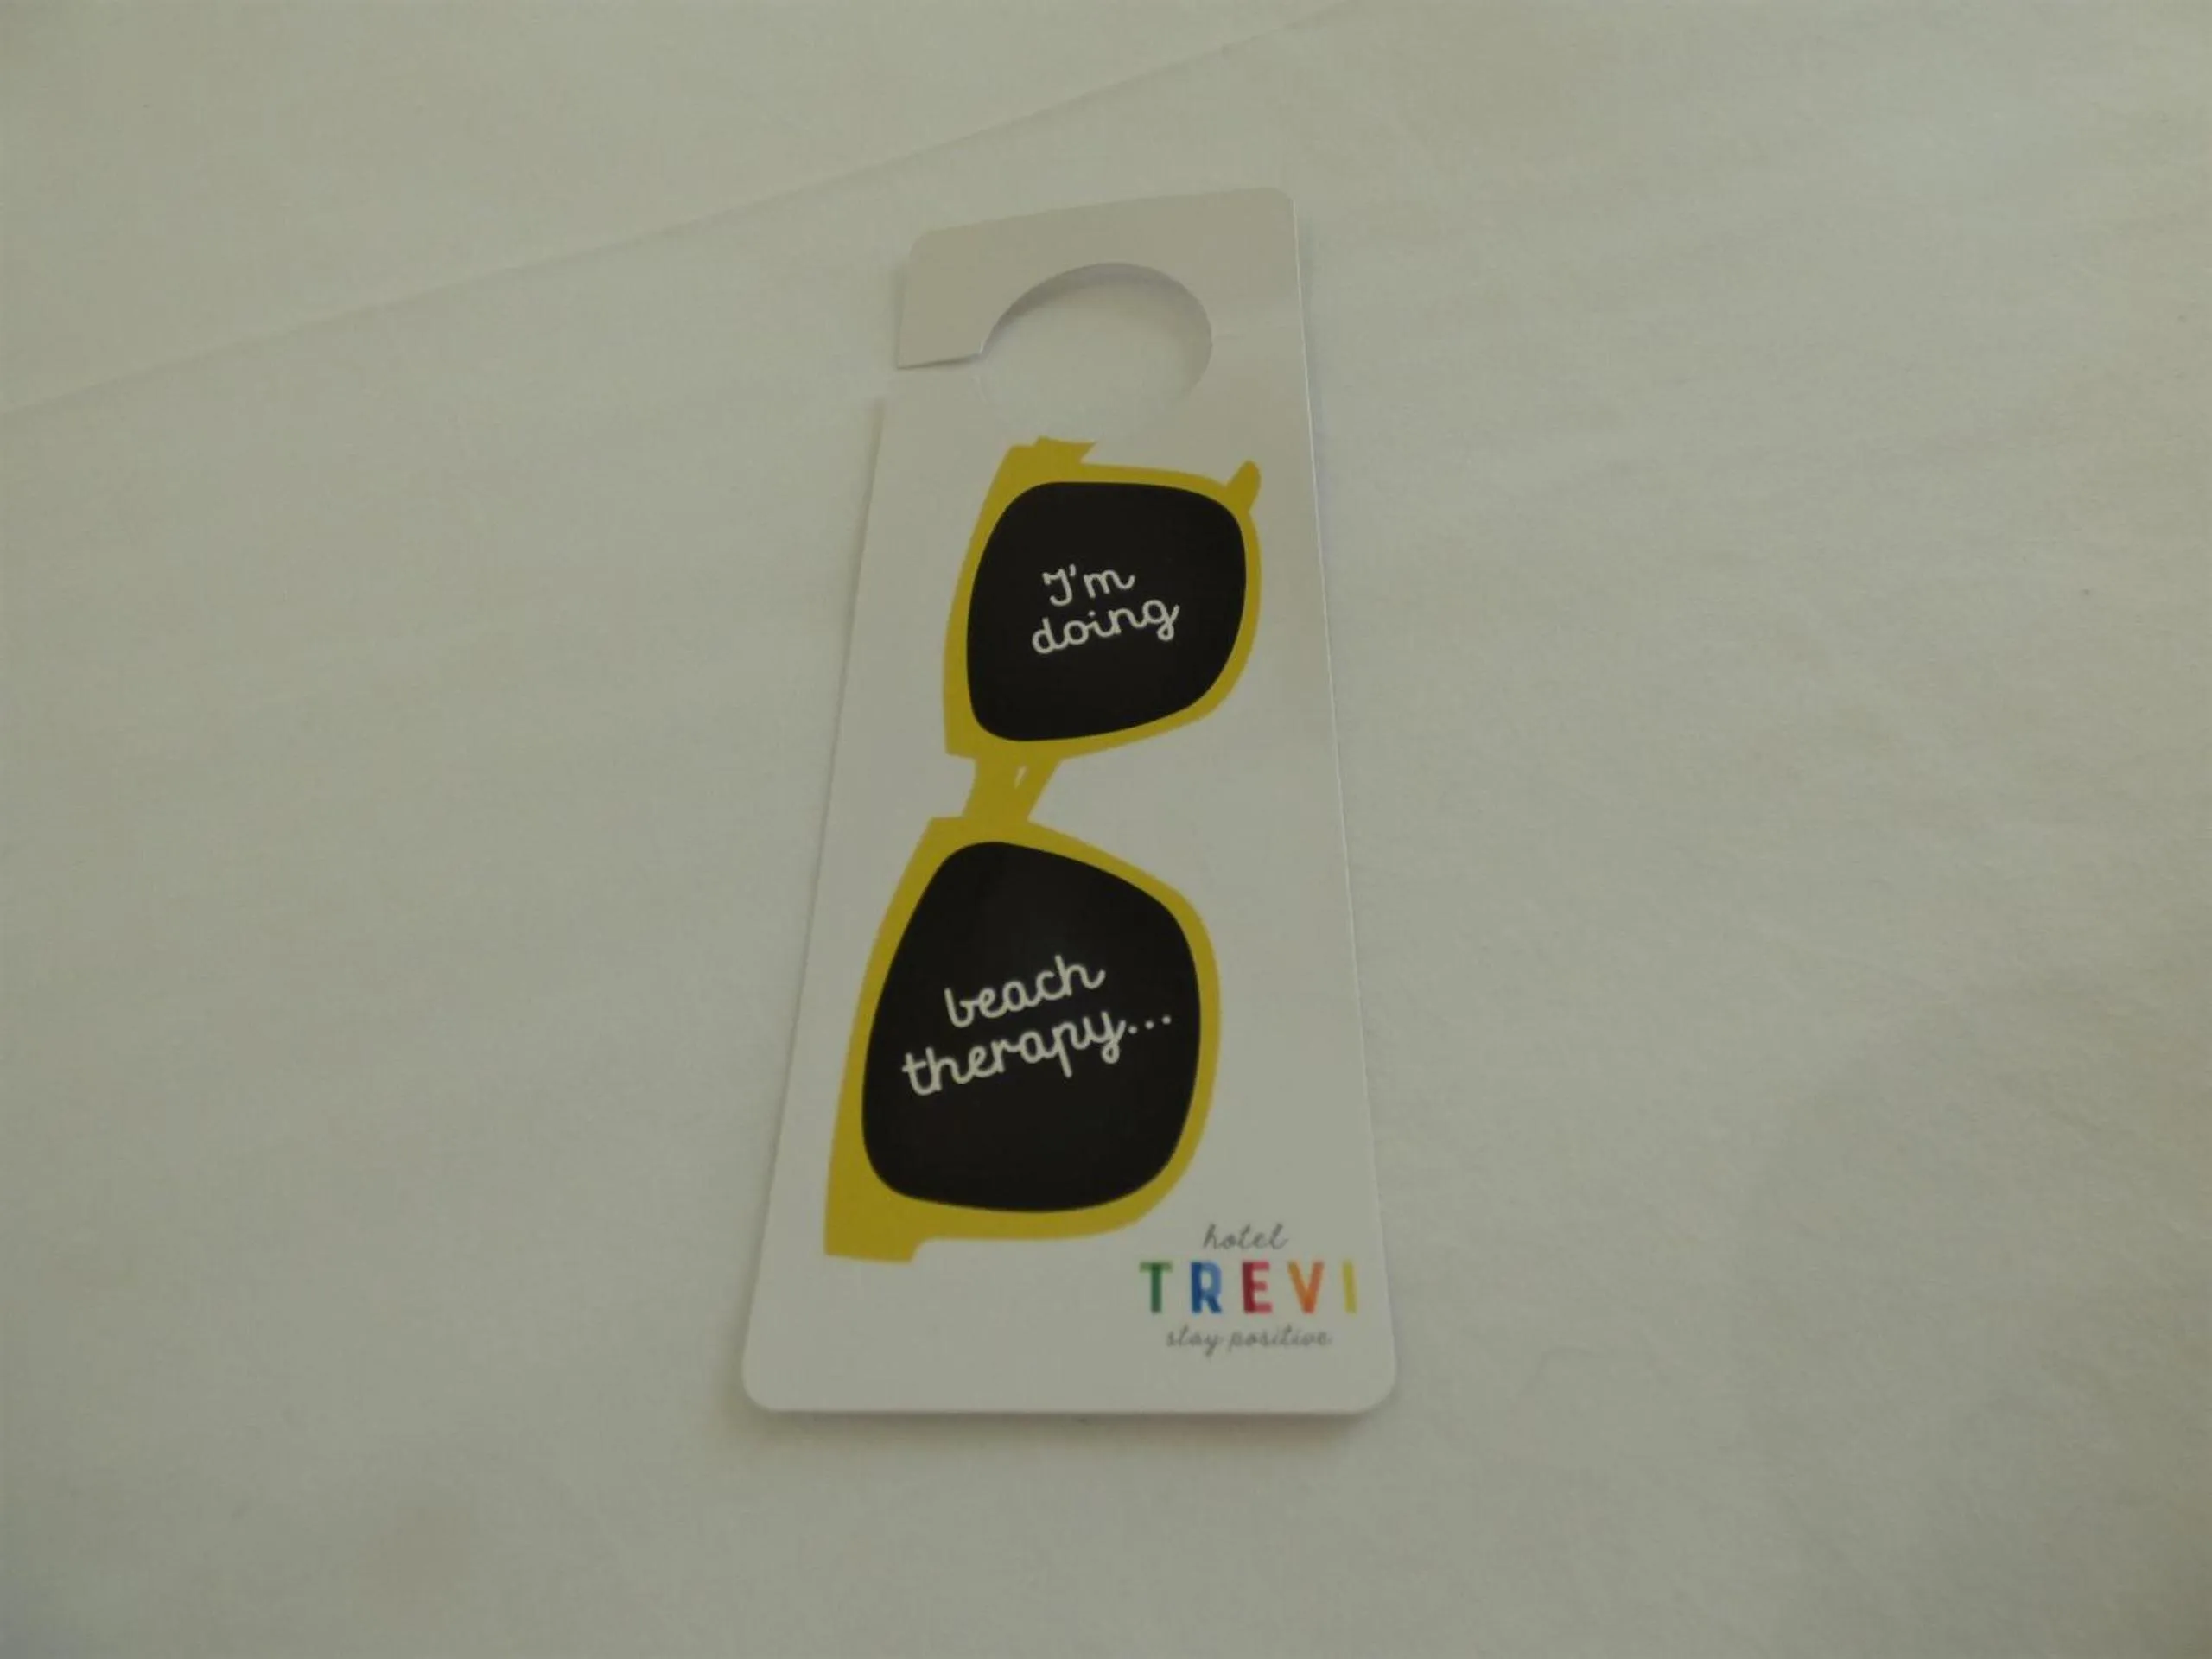 I'm
doing
beach
therapy...
hotel
TREVI
stay positive